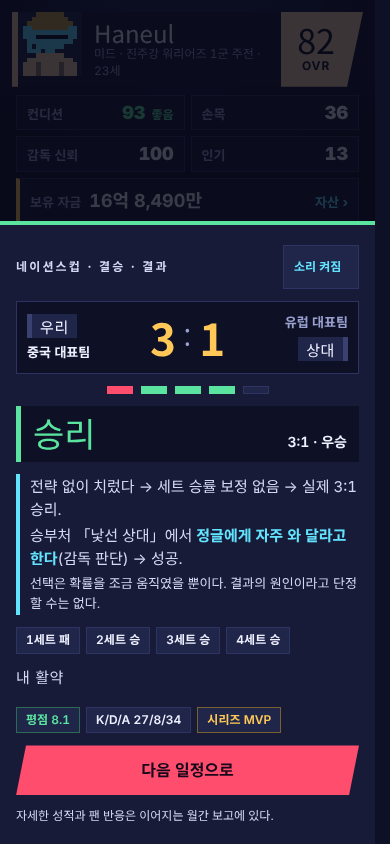 Haneul
미드 · 전주강 워리어즈 1군 주전 ·
23세
82
OVR
컨디션 93 좋음
손목 36
감독 신뢰 100
인기 13
보유 자금 16억 8,490만
자산 ›
네이션스컵 · 결승 · 결과
소리 켜짐
우리
중국 대표팀
3 : 1
유럽 대표팀
상대
승리
3:1 · 우승
전략 없이 치렀다 → 세트 승률 보정 없음 → 실제 3:1
승리.
승부처 「낯선 상대」에서 정글에게 자주 와 달라고
한다(감독 판단) → 성공.
선택은 확률을 조금 움직였을 뿐이다. 결과의 원인이라고 단정
할 수는 없다.
1세트 패
2세트 승
3세트 승
4세트 승
내 활약
평점 8.1
K/D/A 27/8/34
시리즈 MVP
다음 일정으로
자세한 성적과 팬 반응은 이어지는 월간 보고에 있다.